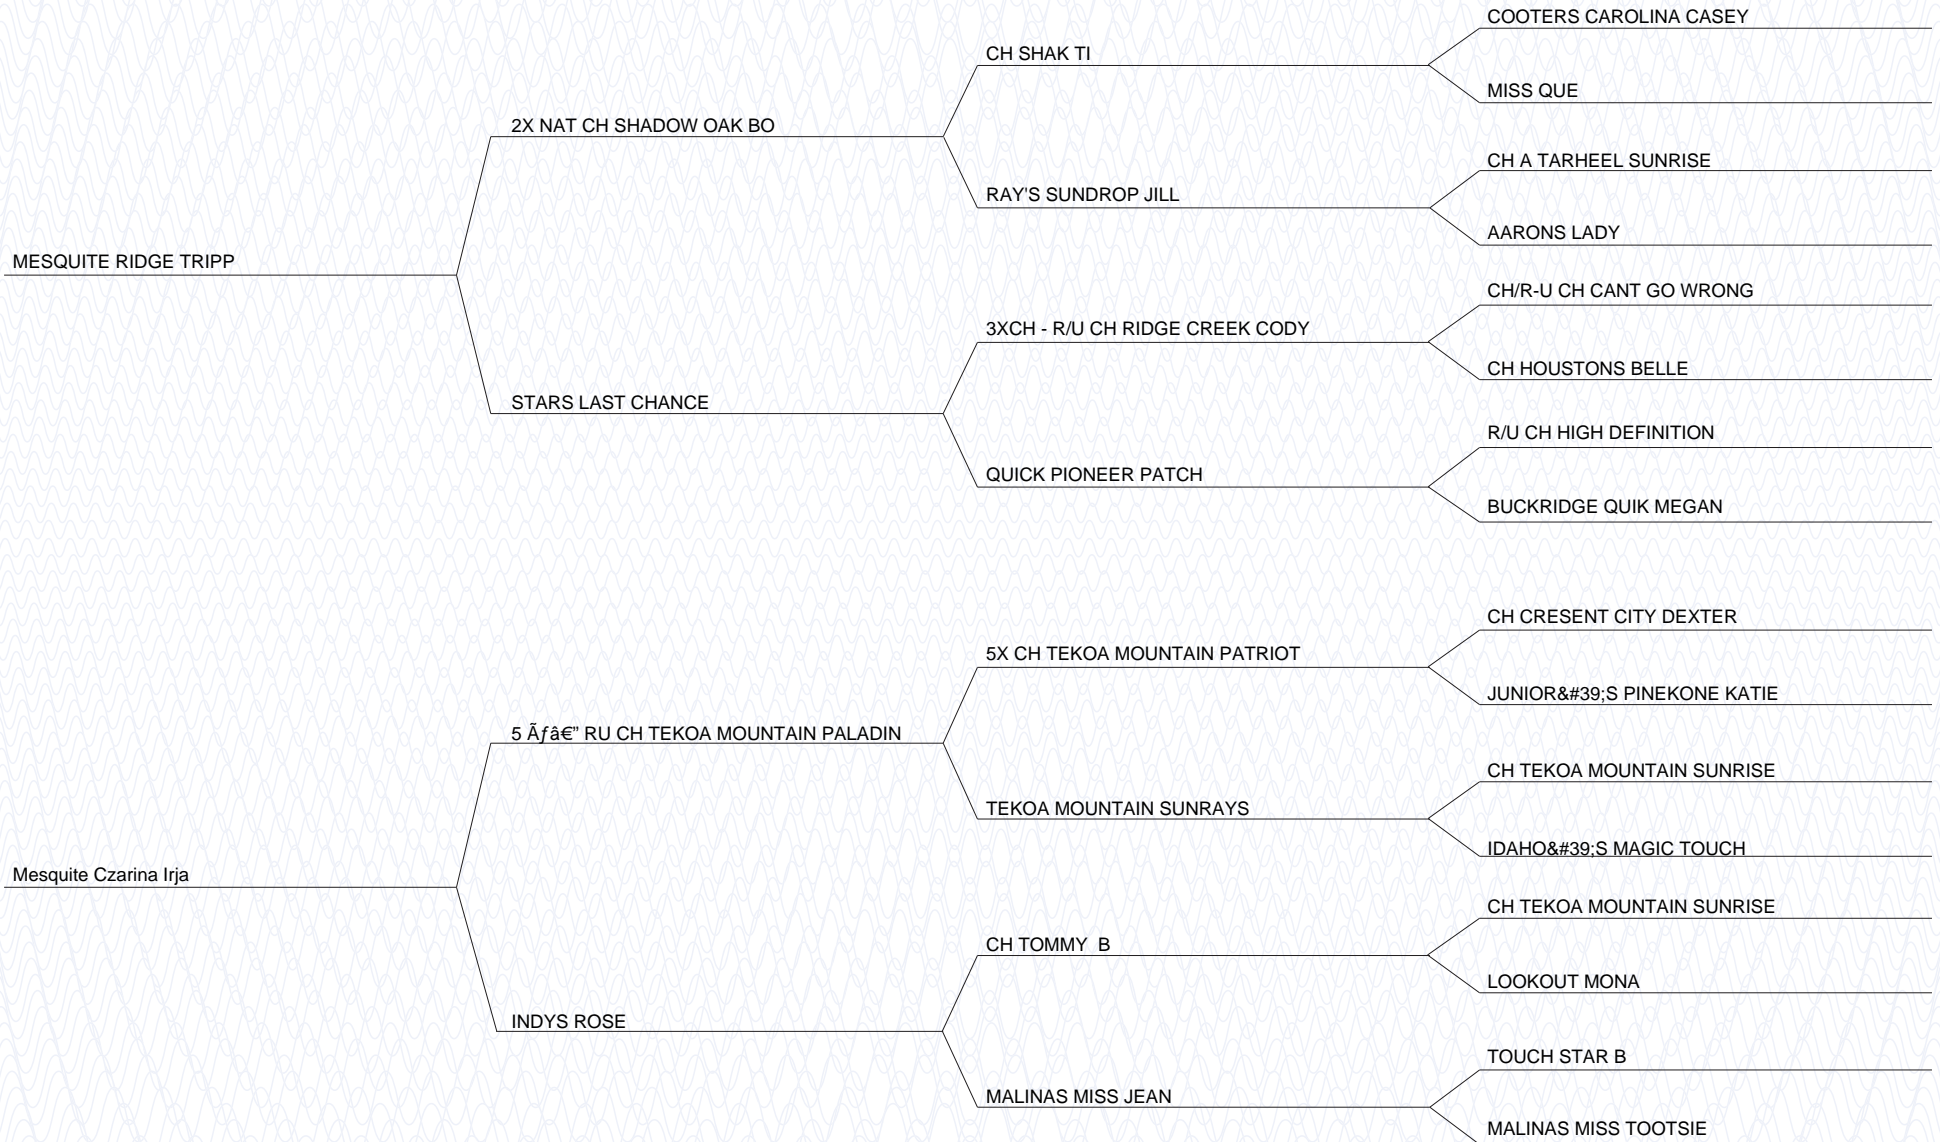 COOTERS CAROLINA CASEY
CH SHAK TI
MISS QUE
2X NAT CH SHADOW OAK BO
CH A TARHEEL SUNRISE
RAY'S SUNDROP JILL
AARONS LADY
MESQUITE RIDGE TRIPP
CH/R-U CH CANT GO WRONG
3XCH - R/U CH RIDGE CREEK CODY
CH HOUSTONS BELLE
STARS LAST CHANCE
R/U CH HIGH DEFINITION
QUICK PIONEER PATCH
BUCKRIDGE QUIK MEGAN
CH CRESENT CITY DEXTER
5X CH TEKOA MOUNTAIN PATRIOT
JUNIOR&#39;S PINEKONE KATIE
5 Ãƒâ€” RU CH TEKOA MOUNTAIN PALADIN
CH TEKOA MOUNTAIN SUNRISE
TEKOA MOUNTAIN SUNRAYS
IDAHO&#39;S MAGIC TOUCH
Mesquite Czarina Irja
CH TEKOA MOUNTAIN SUNRISE
CH TOMMY  B
LOOKOUT MONA
INDYS ROSE
TOUCH STAR B
MALINAS MISS JEAN
MALINAS MISS TOOTSIE